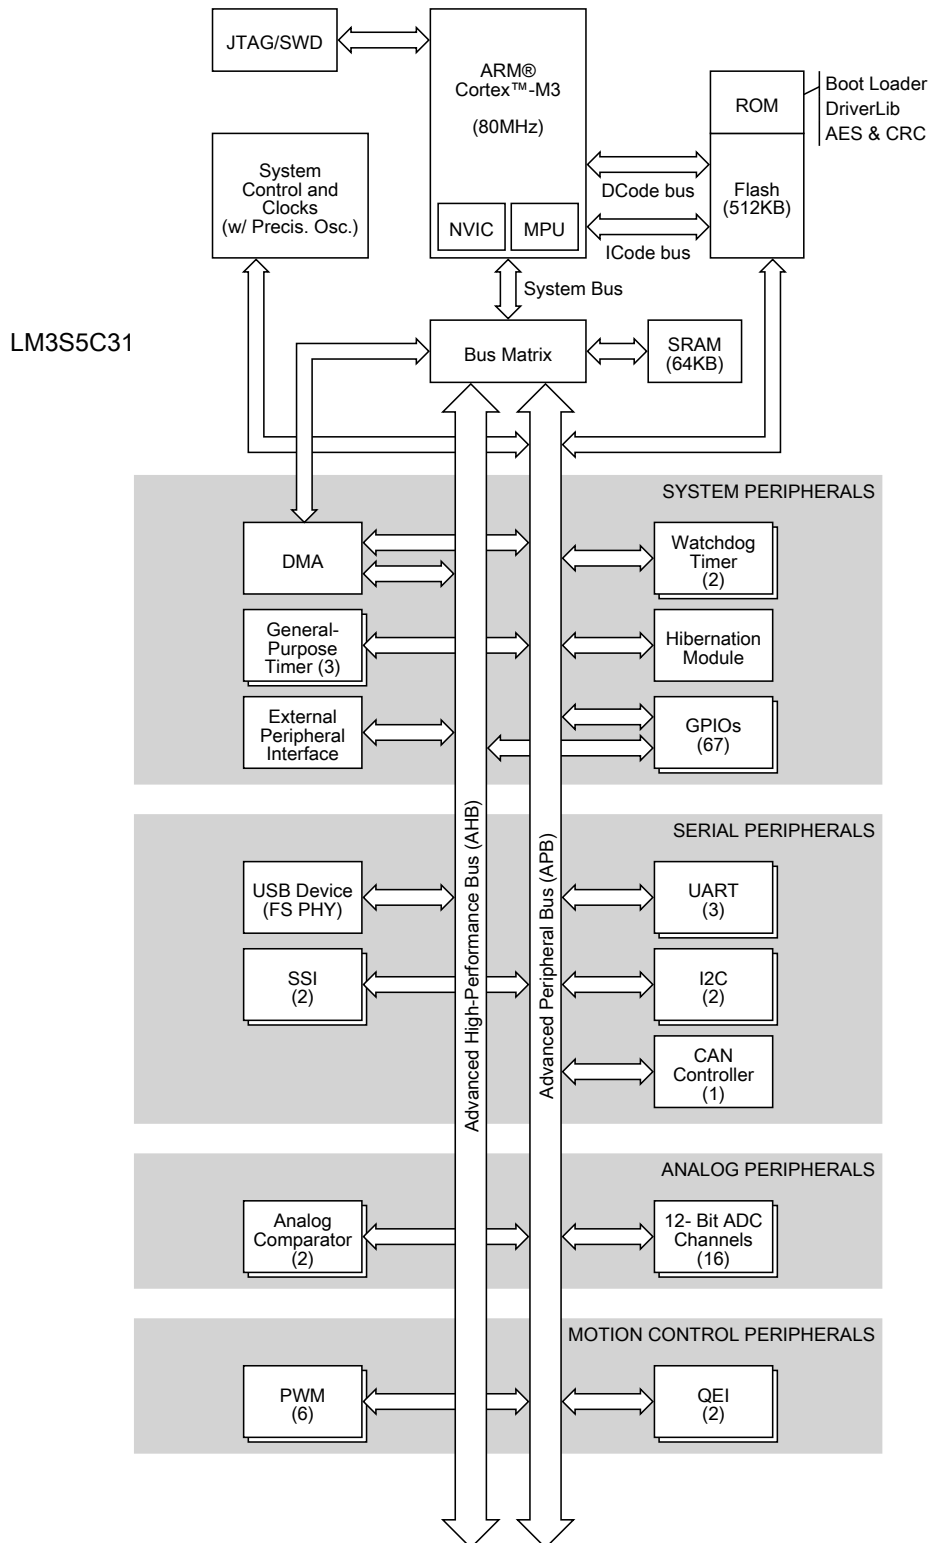 JTAG/SWD
ARM®
Cortex™-M3
(80MHz)
NVIC
MPU
ROM
Boot Loader
DriverLib
AES & CRC
System
Control and
Clocks
(w/ Precis. Osc.)
DCode bus
Flash
(512KB)
ICode bus
System Bus
LM3S5C31
Bus Matrix
SRAM
(64KB)
SYSTEM PERIPHERALS
DMA
Watchdog
Timer
(2)
General-
Purpose
Timer (3)
Hibernation
Module
External
Peripheral
Interface
GPIOs
(67)
Advanced High-Performance Bus (AHB)
Advanced Peripheral Bus (APB)
SERIAL PERIPHERALS
USB Device
(FS PHY)
UART
(3)
SSI
(2)
I2C
(2)
CAN
Controller
(1)
ANALOG PERIPHERALS
Analog
Comparator
(2)
12- Bit ADC
Channels
(16)
MOTION CONTROL PERIPHERALS
PWM
(6)
QEI
(2)